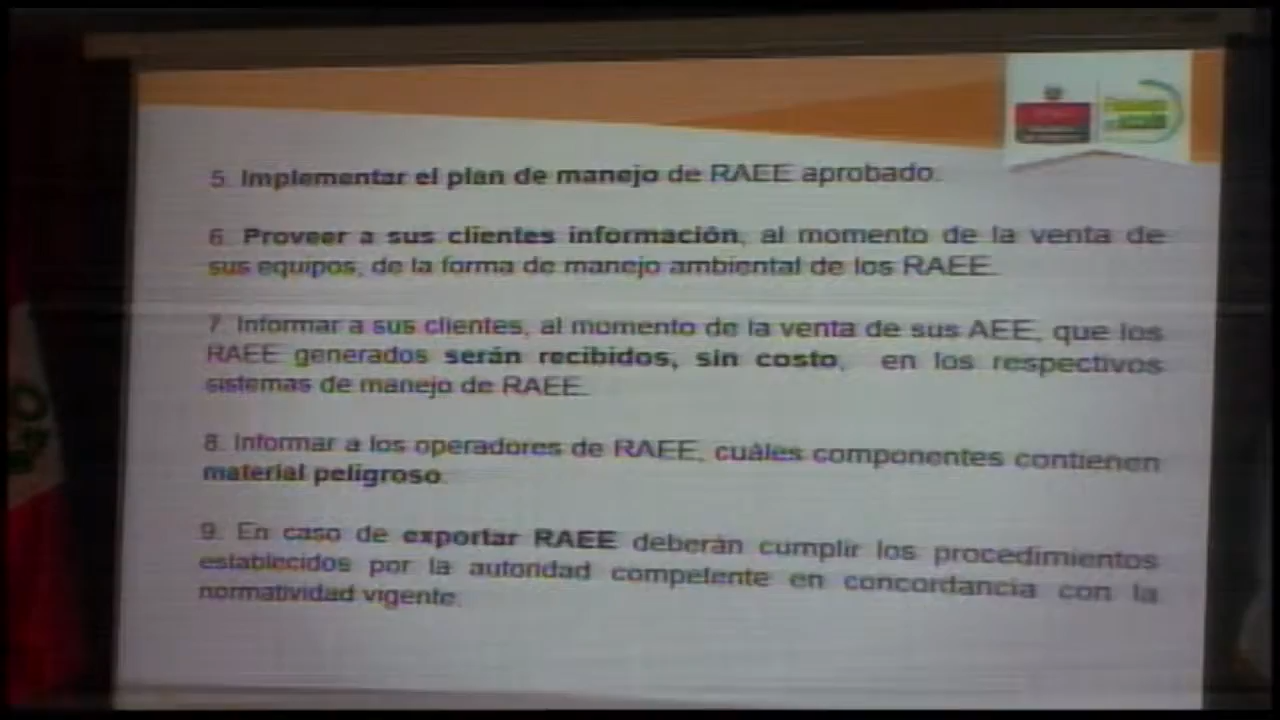 5. Implementar el plan de manejo de RAEE aprobado.
6. Proveer a sus clientes información, al momento de la venta de
sus equipos, de la forma de manejo ambiental de los RAEE.
7. Informar a sus clientes, al momento de la venta de sus AEE, que los
RAEE generados serán recibidos, sin costo, en los respectivos
sistemas de manejo de RAEE.
8. Informar a los operadores de RAEE, cuáles componentes contienen
material peligroso.
9. En caso de exportar RAEE deberán cumplir los procedimientos
establecidos por la autoridad competente en concordancia con la
normatividad vigente.